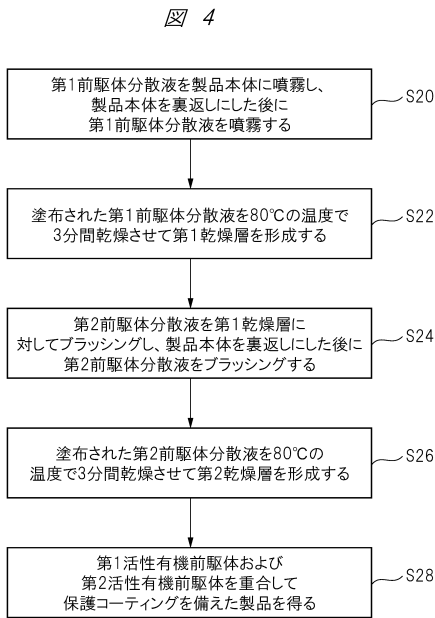 図 4
第1前駆体分散液を製品本体に噴霧し、
製品本体を裏返しにした後に
第1前駆体分散液を噴霧する
S20
塗布された第1前駆体分散液を80℃の温度で
3分間乾燥させて第1乾燥層を形成する
S22
第2前駆体分散液を第1乾燥層に
対してブラッシングし、製品本体を裏返しにした後に
第2前駆体分散液をブラッシングする
S24
塗布された第2前駆体分散液を80℃の
温度で3分間乾燥させて第2乾燥層を形成する
S26
第1活性有機前駆体および
第2活性有機前駆体を重合して
保護コーティングを備えた製品を得る
S28